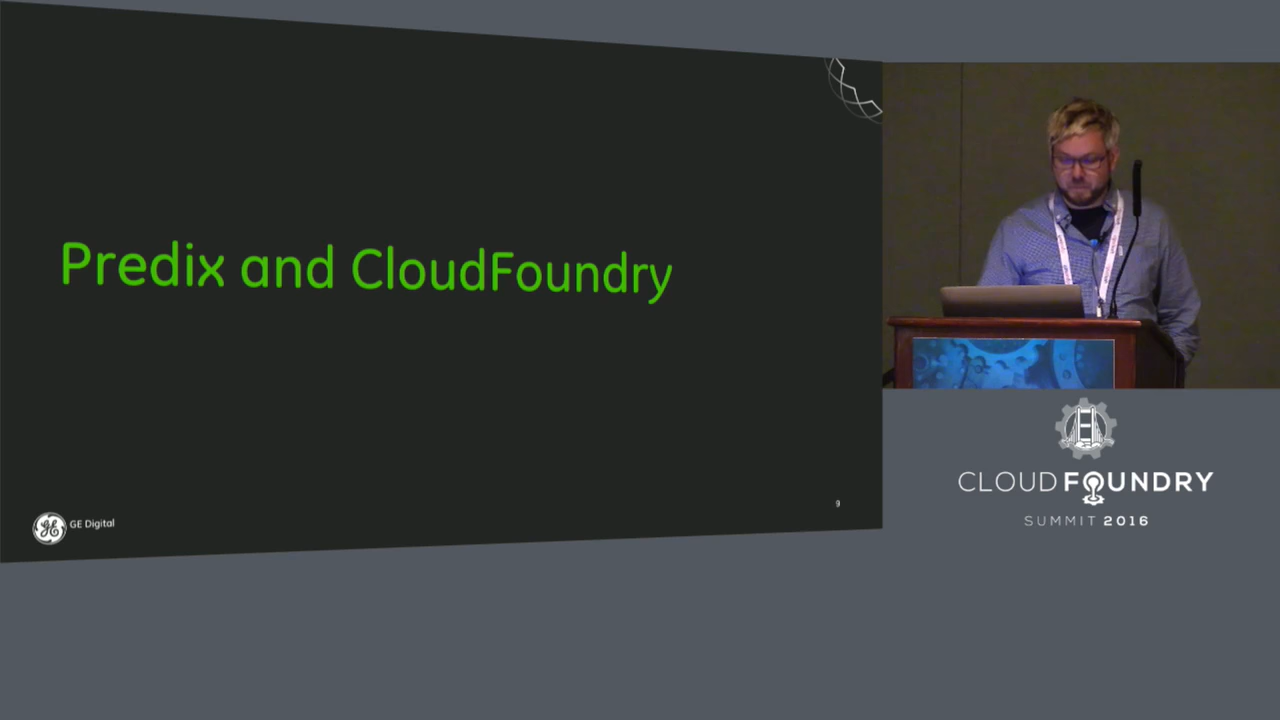 Predix and CloudFoundry
GE Digital
9
CLOUD FOUNDRY
SUMMIT 2016